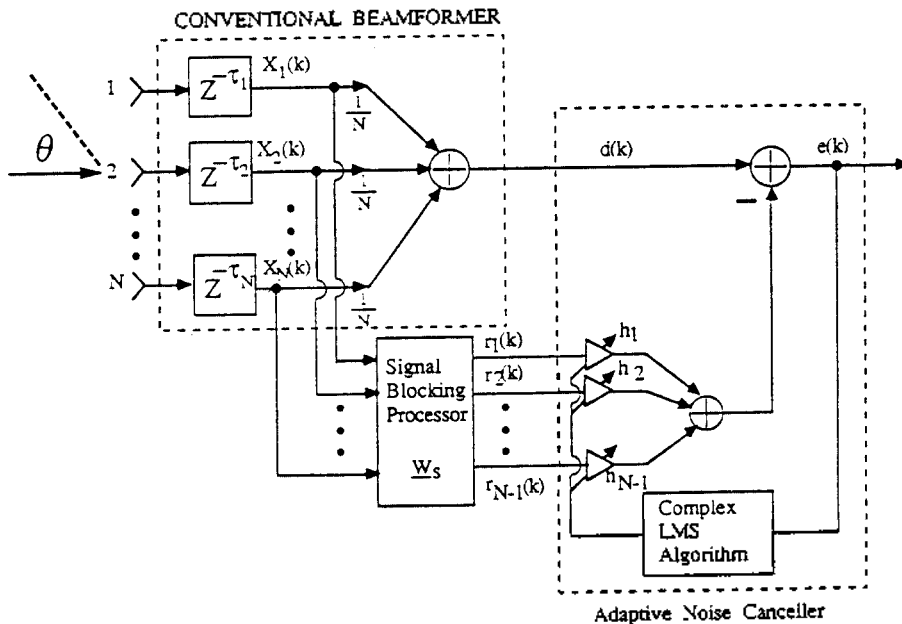 CONVENTIONAL BEAMFORMER
1
Z^-τ1
X1(k)
1/N
θ
2
Z^-τ2
X2(k)
1/N
d(k)
e(k)
N
Z^-τN
XN(k)
1/N
Signal
Blocking
Processor
Ws
r1(k)
r2(k)
rN-1(k)
h1
h2
hN-1
Complex
LMS
Algorithm
Adaptive Noise Canceller